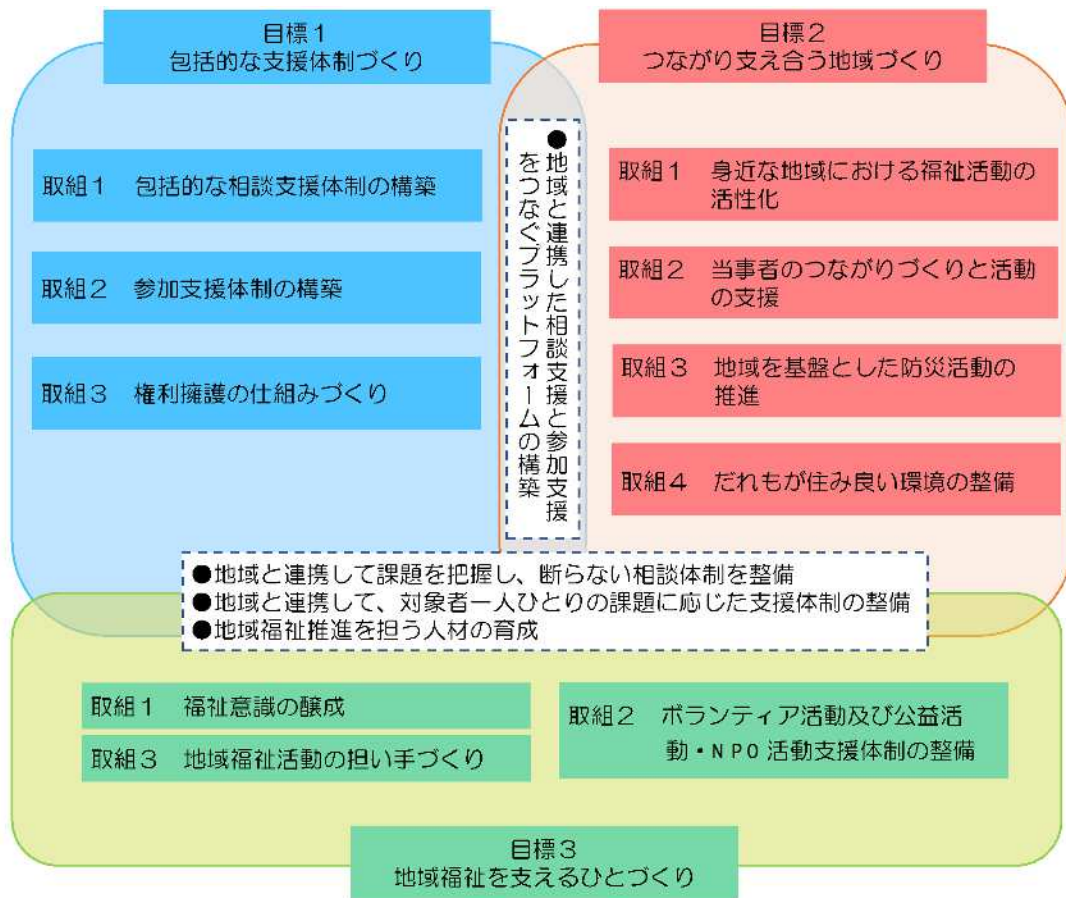 目標１
包括的な支援体制づくり
取組１　包括的な相談支援体制の構築
取組２　参加支援体制の構築
取組３　権利擁護の仕組みづくり
●地域と連携した相談支援と参加支援
をつなぐプラットフォームの構築
目標２
つながり支え合う地域づくり
取組１　身近な地域における福祉活動の
活性化
取組２　当事者のつながりづくりと活動
の支援
取組３　地域を基盤とした防災活動の
推進
取組４　だれもが住み良い環境の整備
●地域と連携して課題を把握し、断らない相談体制を整備
●地域と連携して、対象者一人ひとりの課題に応じた支援体制の整備
●地域福祉推進を担う人材の育成
取組１　福祉意識の醸成
取組３　地域福祉活動の担い手づくり
取組２　ボランティア活動及び公益活
動・NPO 活動支援体制の整備
目標３
地域福祉を支えるひとづくり